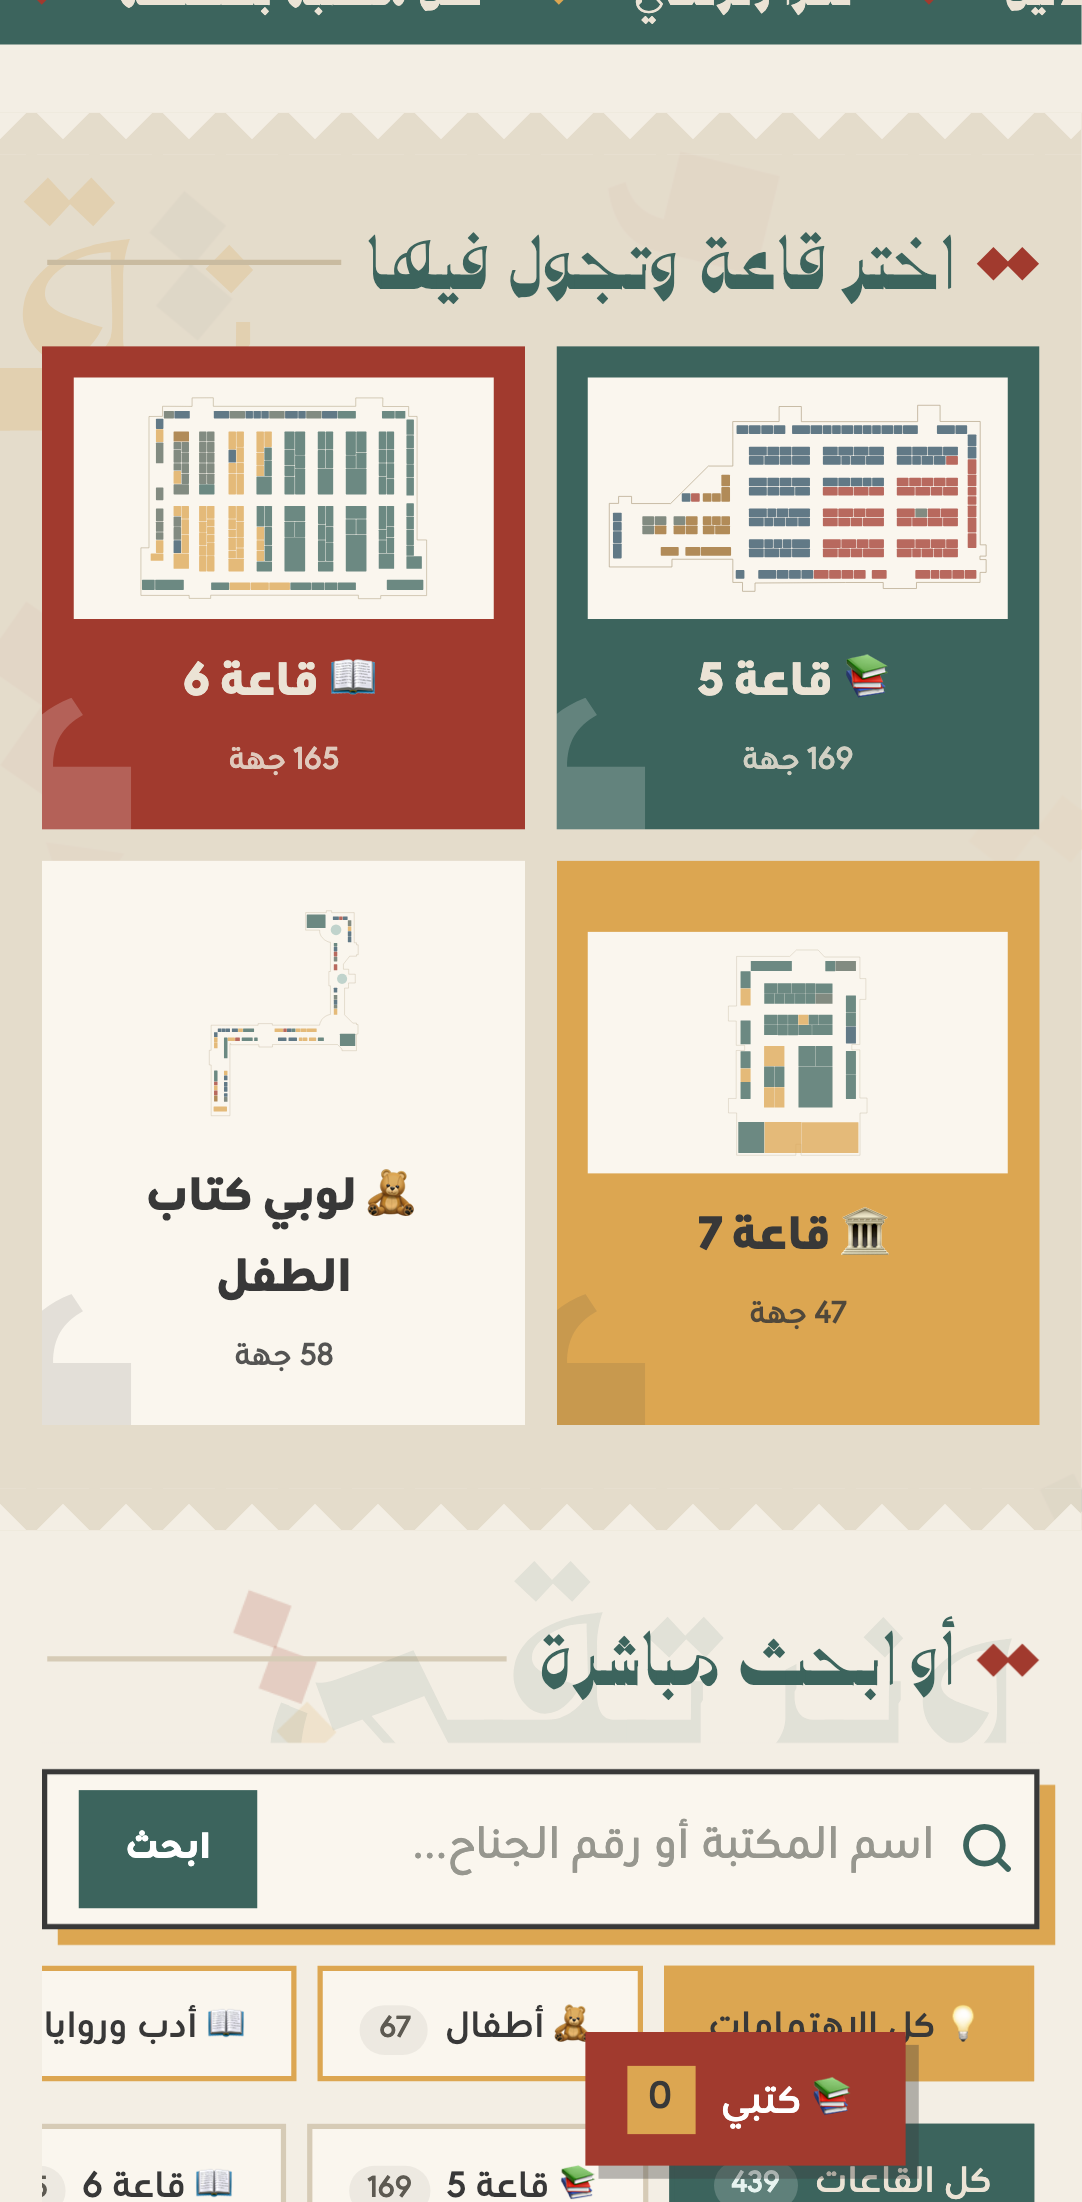 اختر قاعة وتجول فيها
📚 قاعة 5
169 جهة
📖 قاعة 6
165 جهة
🏛️ قاعة 7
47 جهة
🧸 لوبي كتاب
الطفل
58 جهة
أو ابحث مباشرة
اسم المكتبة أو رقم الجناح...
ابحث
💡 كل الاهتمامات
🧸 أطفال 67
📖 أدب وروايا
📚 كتبي 0
كل القاعات 439
📚 قاعة 5 169
📖 قاعة 6